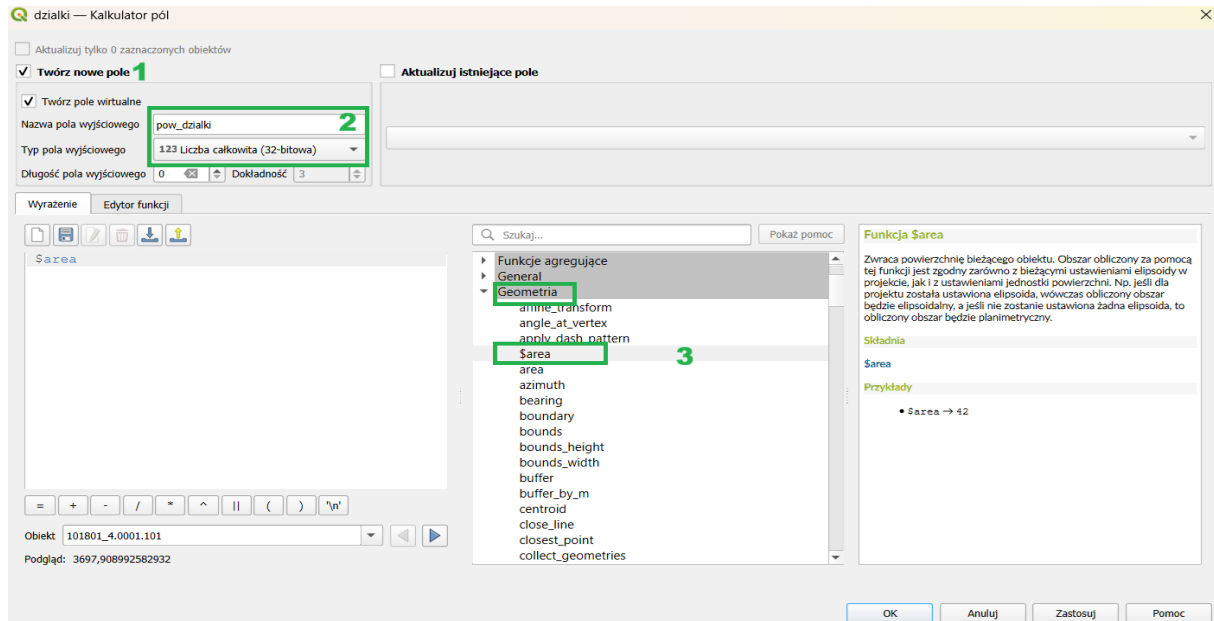 dzialki — Kalkulator pól
Aktualizuj tylko 0 zaznaczonych obiektów
Twórz nowe pole 1
Aktualizuj istniejące pole
Twórz pole wirtualne
Nazwa pola wyjściowego pow_dzialki 2
Typ pola wyjściowego 123 Liczba całkowita (32-bitowa)
Długość pola wyjściowego 0 Dokładność 3
Wyrażenie Edytor funkcji
$area
= + - / * ^ || ( ) '\n'
Obiekt 101801_4.0001.101
Podgląd: 3697,908992582932
Szukaj... Pokaż pomoc
Funkcje agregujące
General
Geometria
affine_transform
angle_at_vertex
apply_dash_pattern
$area 3
area
azimuth
bearing
boundary
bounds
bounds_height
bounds_width
buffer
buffer_by_m
centroid
close_line
closest_point
collect_geometries
Funkcja $area
Zwraca powierzchnię bieżącego obiektu. Obszar obliczony za pomocą
tej funkcji jest zgodny zarówno z bieżącymi ustawieniami elipsoidy w
projekcie, jak i z ustawieniami jednostki powierzchni. Np. jeśli dla
projektu została ustawiona elipsoida, wówczas obliczony obszar
będzie elipsoidalny, a jeśli nie zostanie ustawiona żadna elipsoida, to
obliczony obszar będzie planimetryczny.
Składnia
$area
Przykłady
• $area → 42
OK Anuluj Zastosuj Pomoc